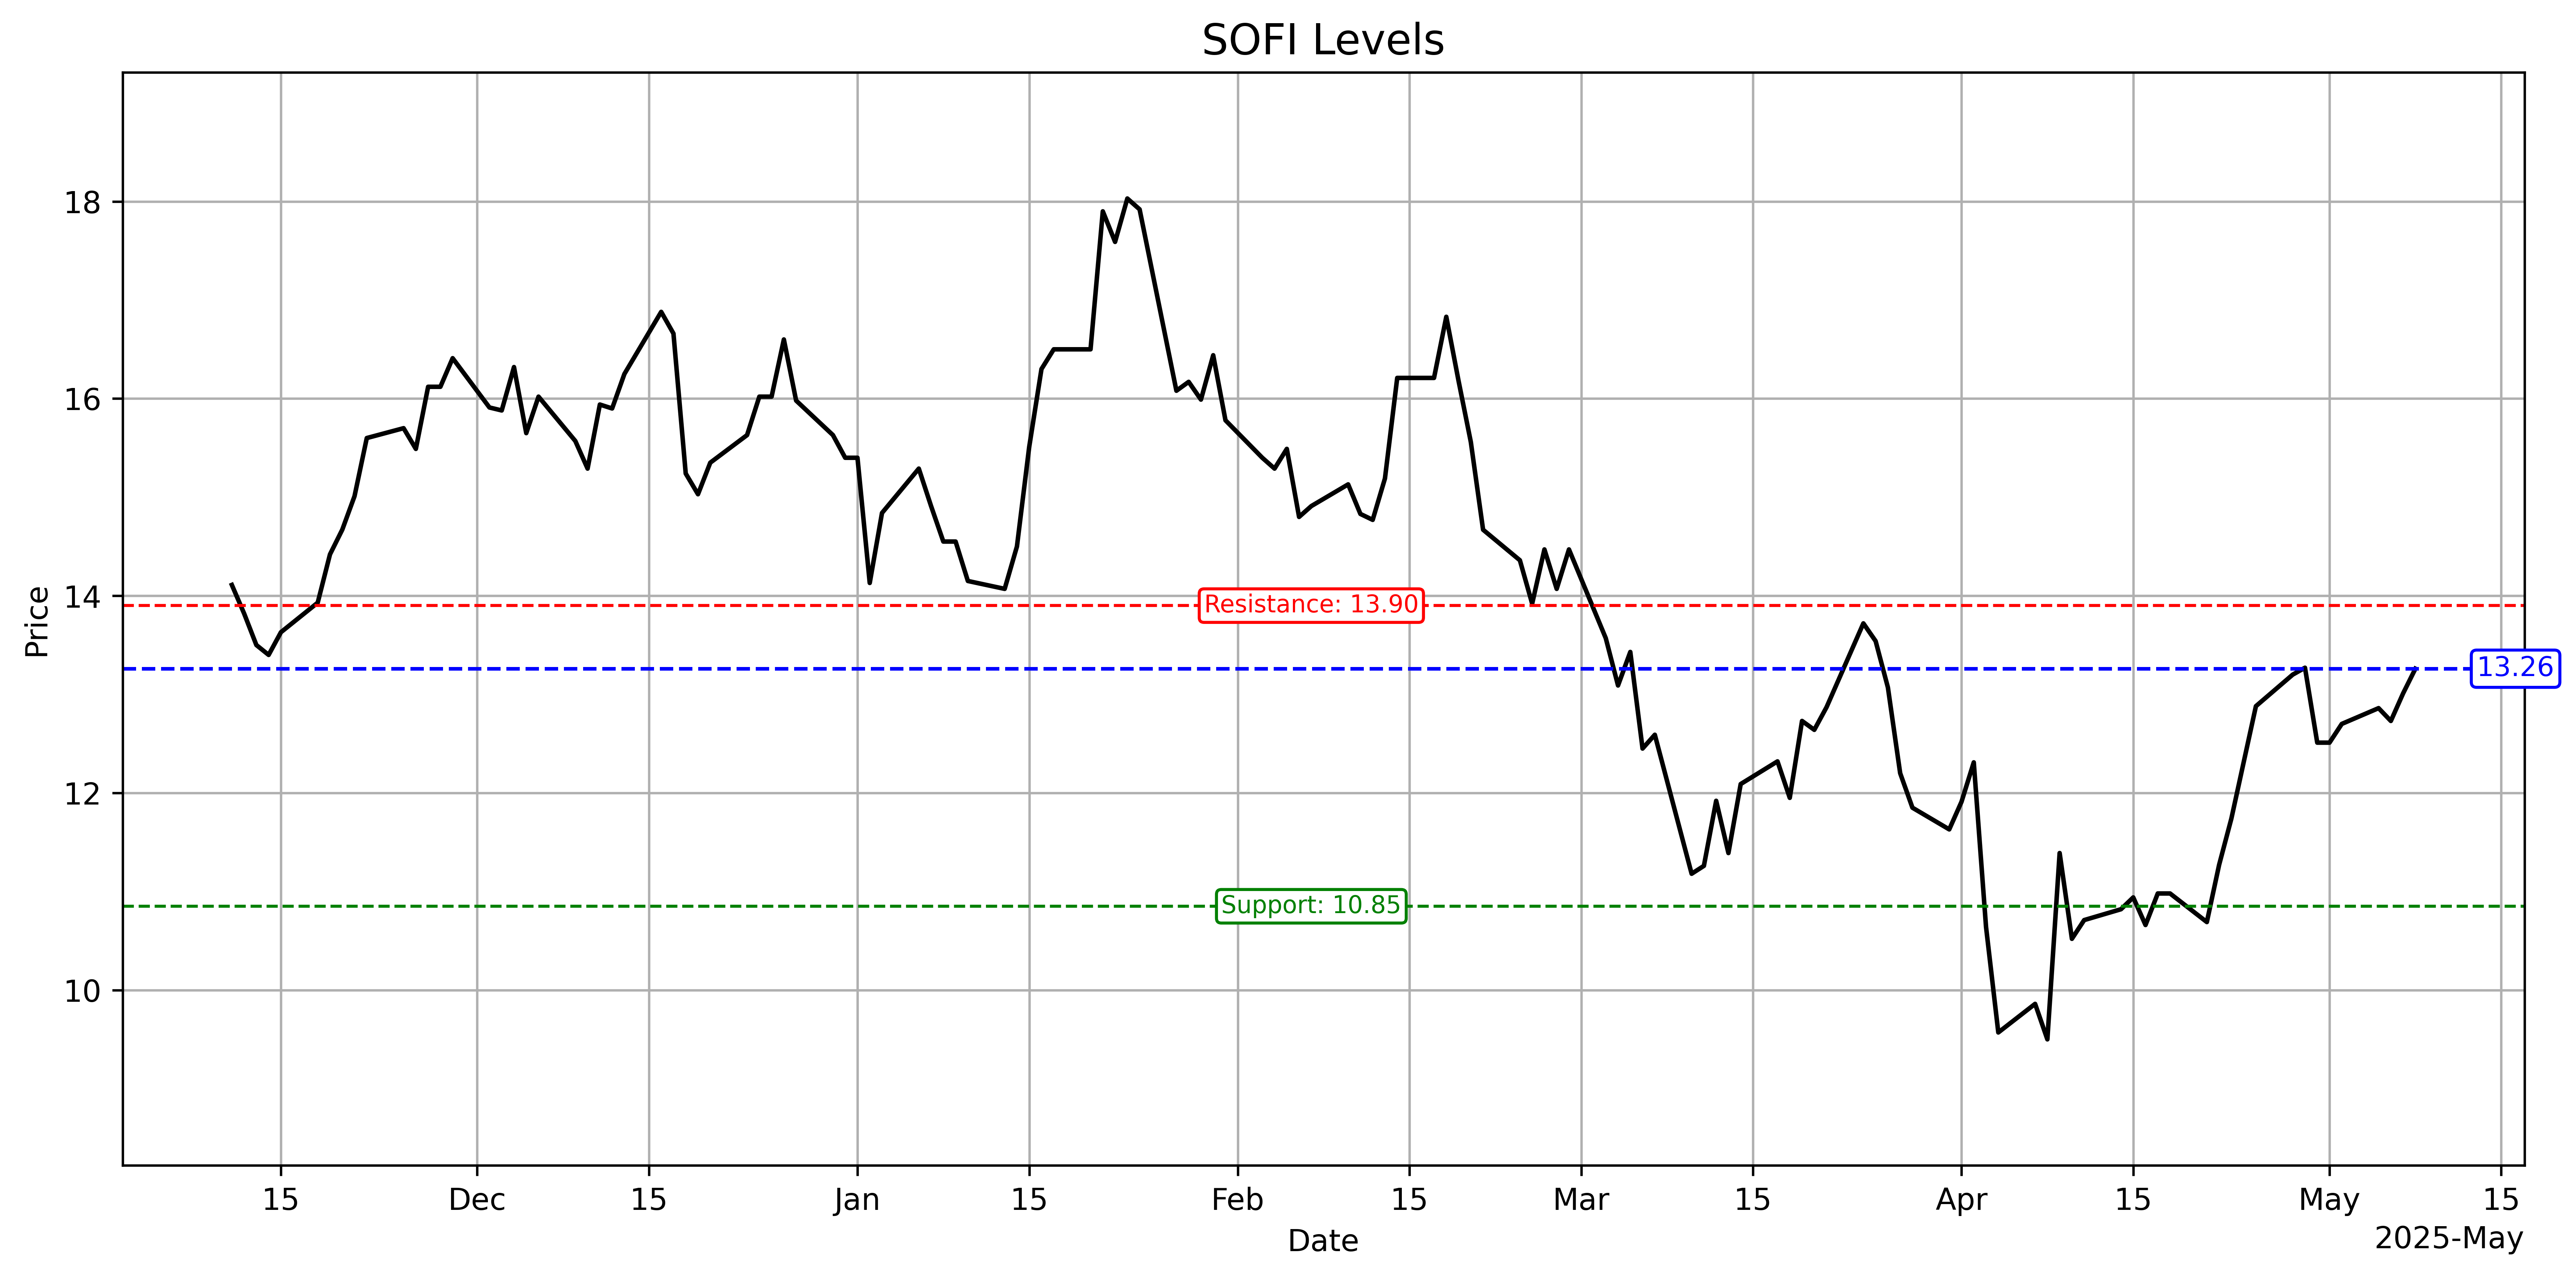 SOFI Levels
Price
18
16
14
12
10
Resistance: 13.90
13.26
Support: 10.85
15 Dec 15 Jan 15 Feb 15 Mar 15 Apr 15 May 15
Date
2025-May